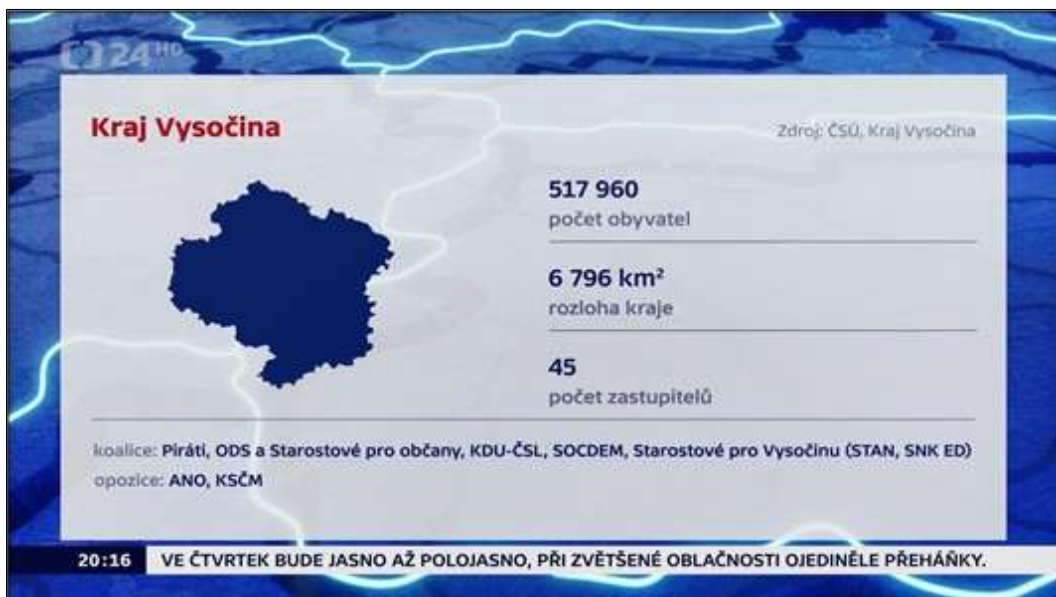 24 HD
Kraj Vysočina
Zdroj: ČSÚ, Kraj Vysočina
517 960
počet obyvatel
6 796 km²
rozloha kraje
45
počet zastupitelů
koalice: Piráti, ODS a Starostové pro občany, KDU-ČSL, SOCDEM, Starostové pro Vysočinu (STAN, SNK ED)
opozice: ANO, KSČM
20:16 VE ČTVRTEK BUDE JASNO AŽ POLOJASNO, PŘI ZVĚTŠENÉ OBLAČNOSTI OJEDINĚLE PŘEHÁŇKY.